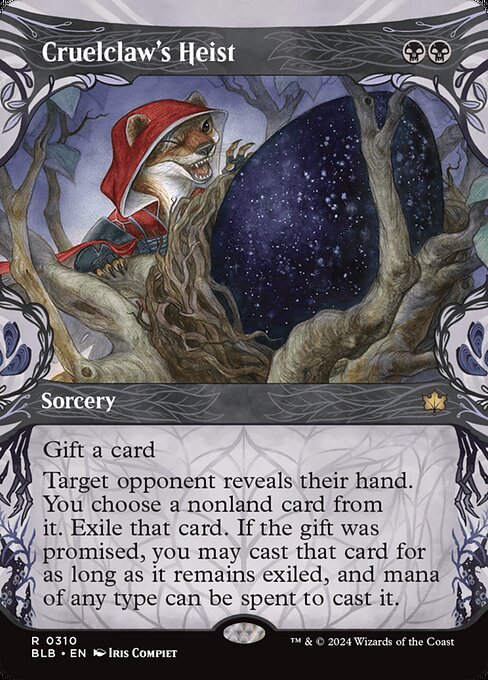 Cruelclaw's Heist
Sorcery
Gift a card
Target opponent reveals their hand.
You choose a nonland card from
it. Exile that card. If the gift was
promised, you may cast that card for
as long as it remains exiled, and mana
of any type can be spent to cast it.
R 0310
™ & © 2024 Wizards of the Coast
BLB • EN Iris Compiet